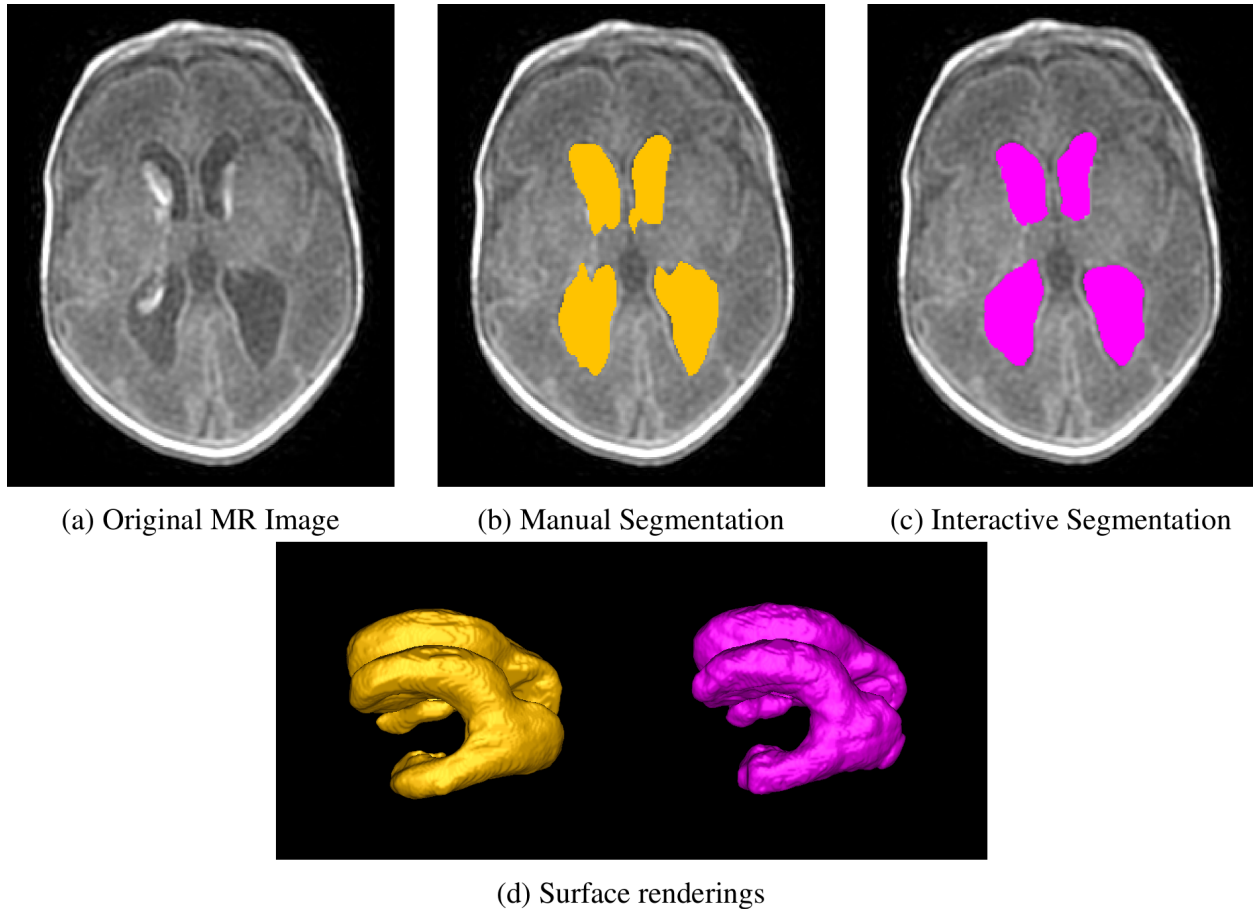 (a) Original MR Image
(b) Manual Segmentation
(c) Interactive Segmentation
(d) Surface renderings